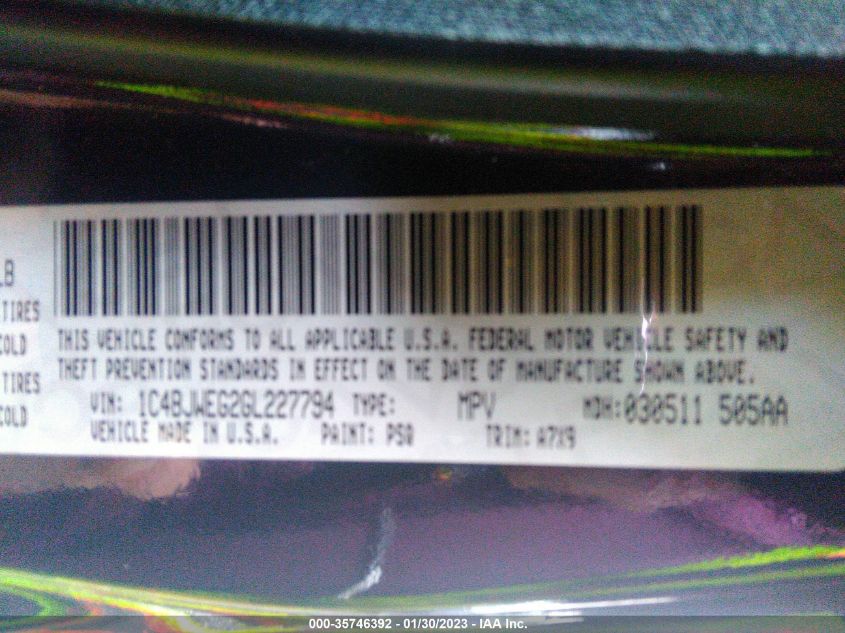 LB
TIRES
COLD
TIRES
COLD
THIS VEHICLE CONFORMS TO ALL APPLICABLE U.S.A. FEDERAL MOTOR VEHICLE SAFETY AND
THEFT PREVENTION STANDARDS IN EFFECT ON THE DATE OF MANUFACTURE SHOWN ABOVE.
VIN: 1C4BJWEG2GL227794 TYPE: MPV MDH:030511 505AA
VEHICLE MADE IN U.S.A. PAINT: PSQ TRIM: A7X9
000-35746392 - 01/30/2023 - IAA Inc.